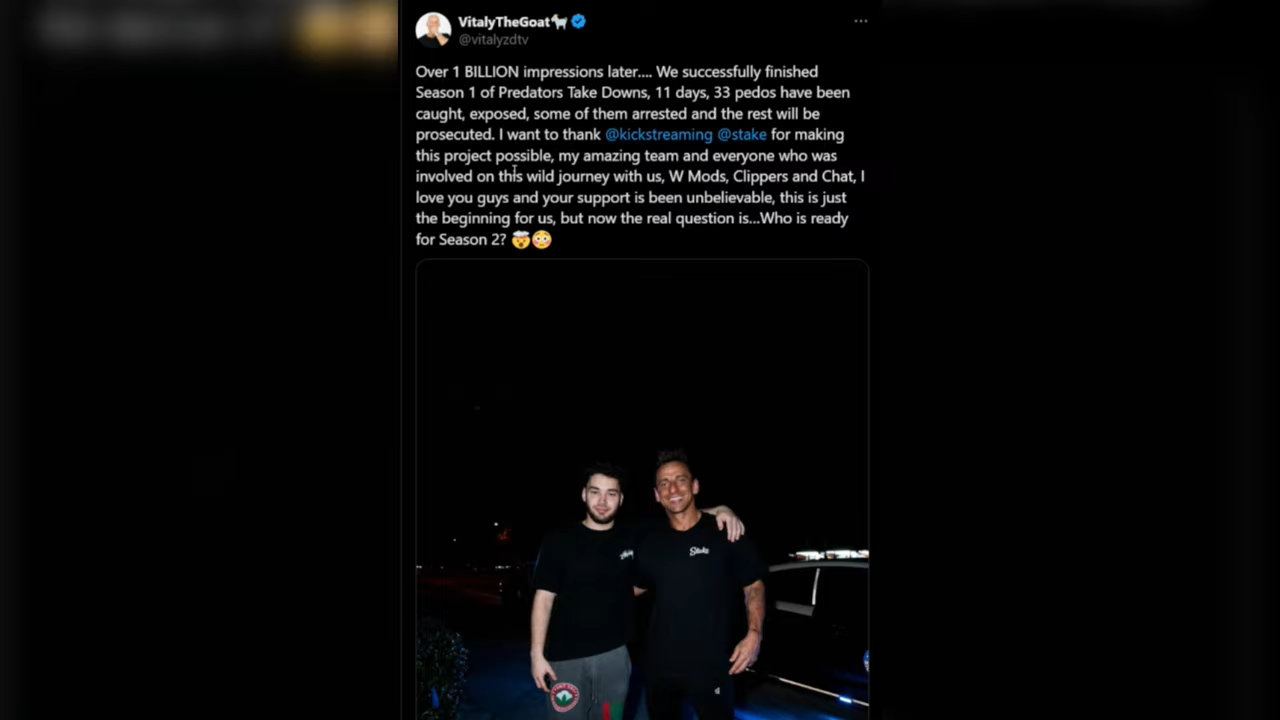 VitalyTheGoat🐐
@vitalyzdtv
Over 1 BILLION impressions later.... We successfully finished
Season 1 of Predators Take Downs, 11 days, 33 pedos have been
caught, exposed, some of them arrested and the rest will be
prosecuted. I want to thank @kickstreaming @stake for making
this project possible, my amazing team and everyone who was
involved on this wild journey with us, W Mods, Clippers and Chat, I
love you guys and your support is been unbelievable, this is just
the beginning for us, but now the real question is...Who is ready
for Season 2? 🤯😳
Stake